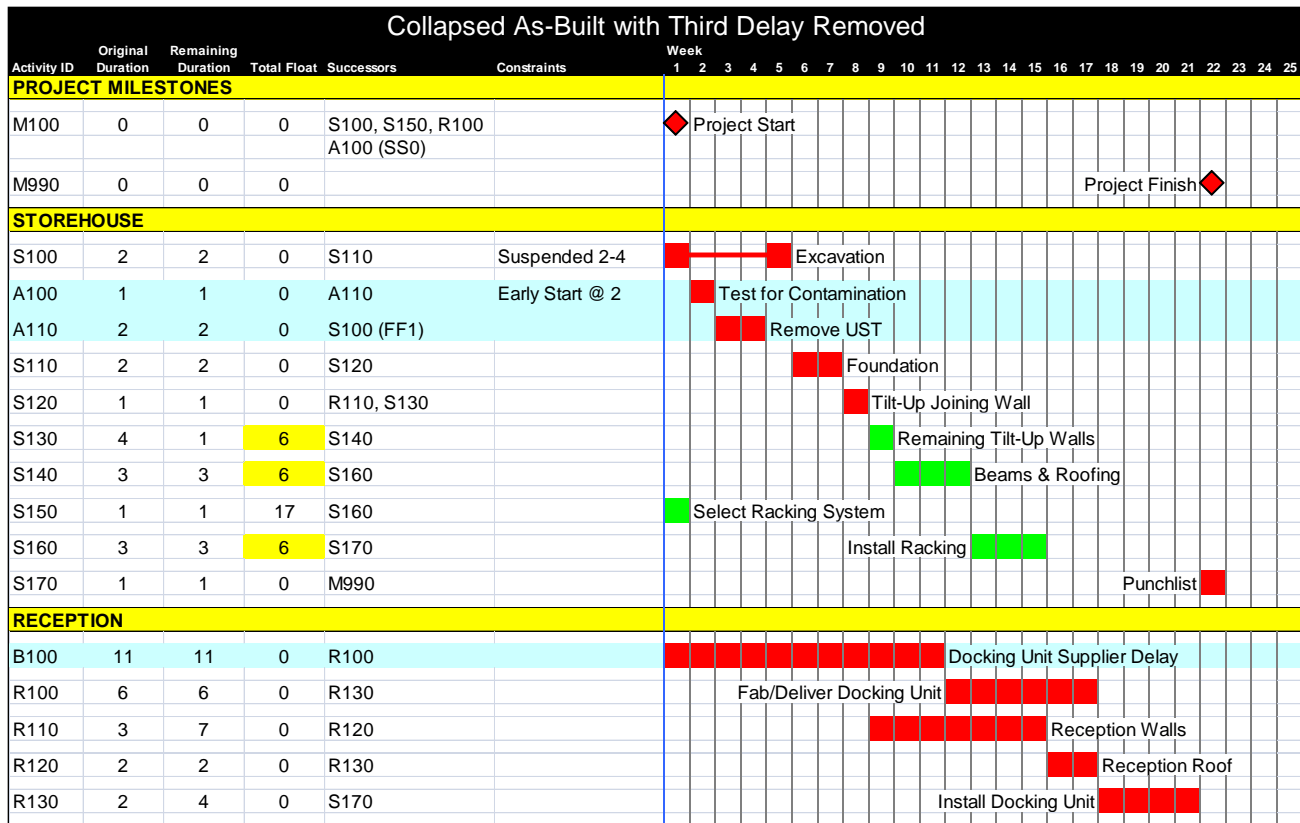 Collapsed As-Built with Third Delay Removed
Original Remaining Week
Activity ID Duration Duration Total Float Successors Constraints 1 2 3 4 5 6 7 8 9 10 11 12 13 14 15 16 17 18 19 20 21 22 23 24 25
PROJECT MILESTONES
M100 0 0 0 S100, S150, R100 Project Start
A100 (SS0)
M990 0 0 0 Project Finish
STOREHOUSE
S100 2 2 0 S110 Suspended 2-4 Excavation
A100 1 1 0 A110 Early Start @ 2 Test for Contamination
A110 2 2 0 S100 (FF1) Remove UST
S110 2 2 0 S120 Foundation
S120 1 1 0 R110, S130 Tilt-Up Joining Wall
S130 4 1 6 S140 Remaining Tilt-Up Walls
S140 3 3 6 S160 Beams & Roofing
S150 1 1 17 S160 Select Racking System
S160 3 3 6 S170 Install Racking
S170 1 1 0 M990 Punchlist
RECEPTION
B100 11 11 0 R100 Docking Unit Supplier Delay
R100 6 6 0 R130 Fab/Deliver Docking Unit
R110 3 7 0 R120 Reception Walls
R120 2 2 0 R130 Reception Roof
R130 2 4 0 S170 Install Docking Unit